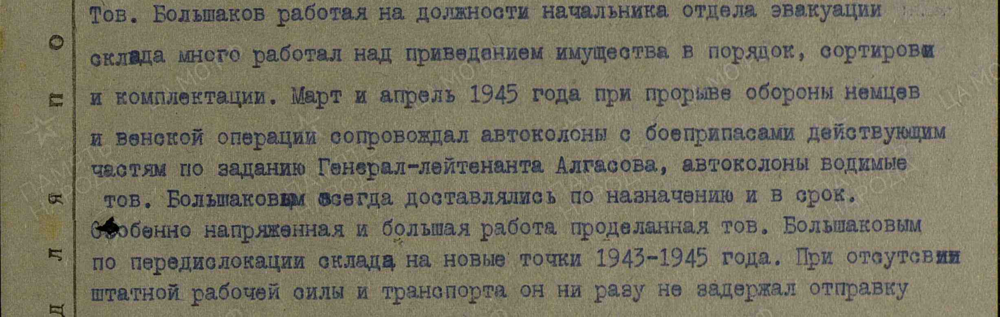 Тов. Большаков работая на должности начальника отдела эвакуации
склада много работал над приведением имущества в порядок, сортирови
и комплектации. Март и апрель 1945 года при прорыве обороны немцев
и венской операции сопровождал автоколоны с боеприпасами действующим
частям по заданию Генерал-лейтенанта Алгасова, автоколоны водимые
тов. Большаковым всегда доставлялись по назначению и в срок.
Особенно напряженная и большая работа проделанная тов. Большаковым
по передислокации склада на новые точки 1943-1945 года. При отсутсвии
штатной рабочей силы и транспорта он ни разу не задержал отправку
Д Л Я П О